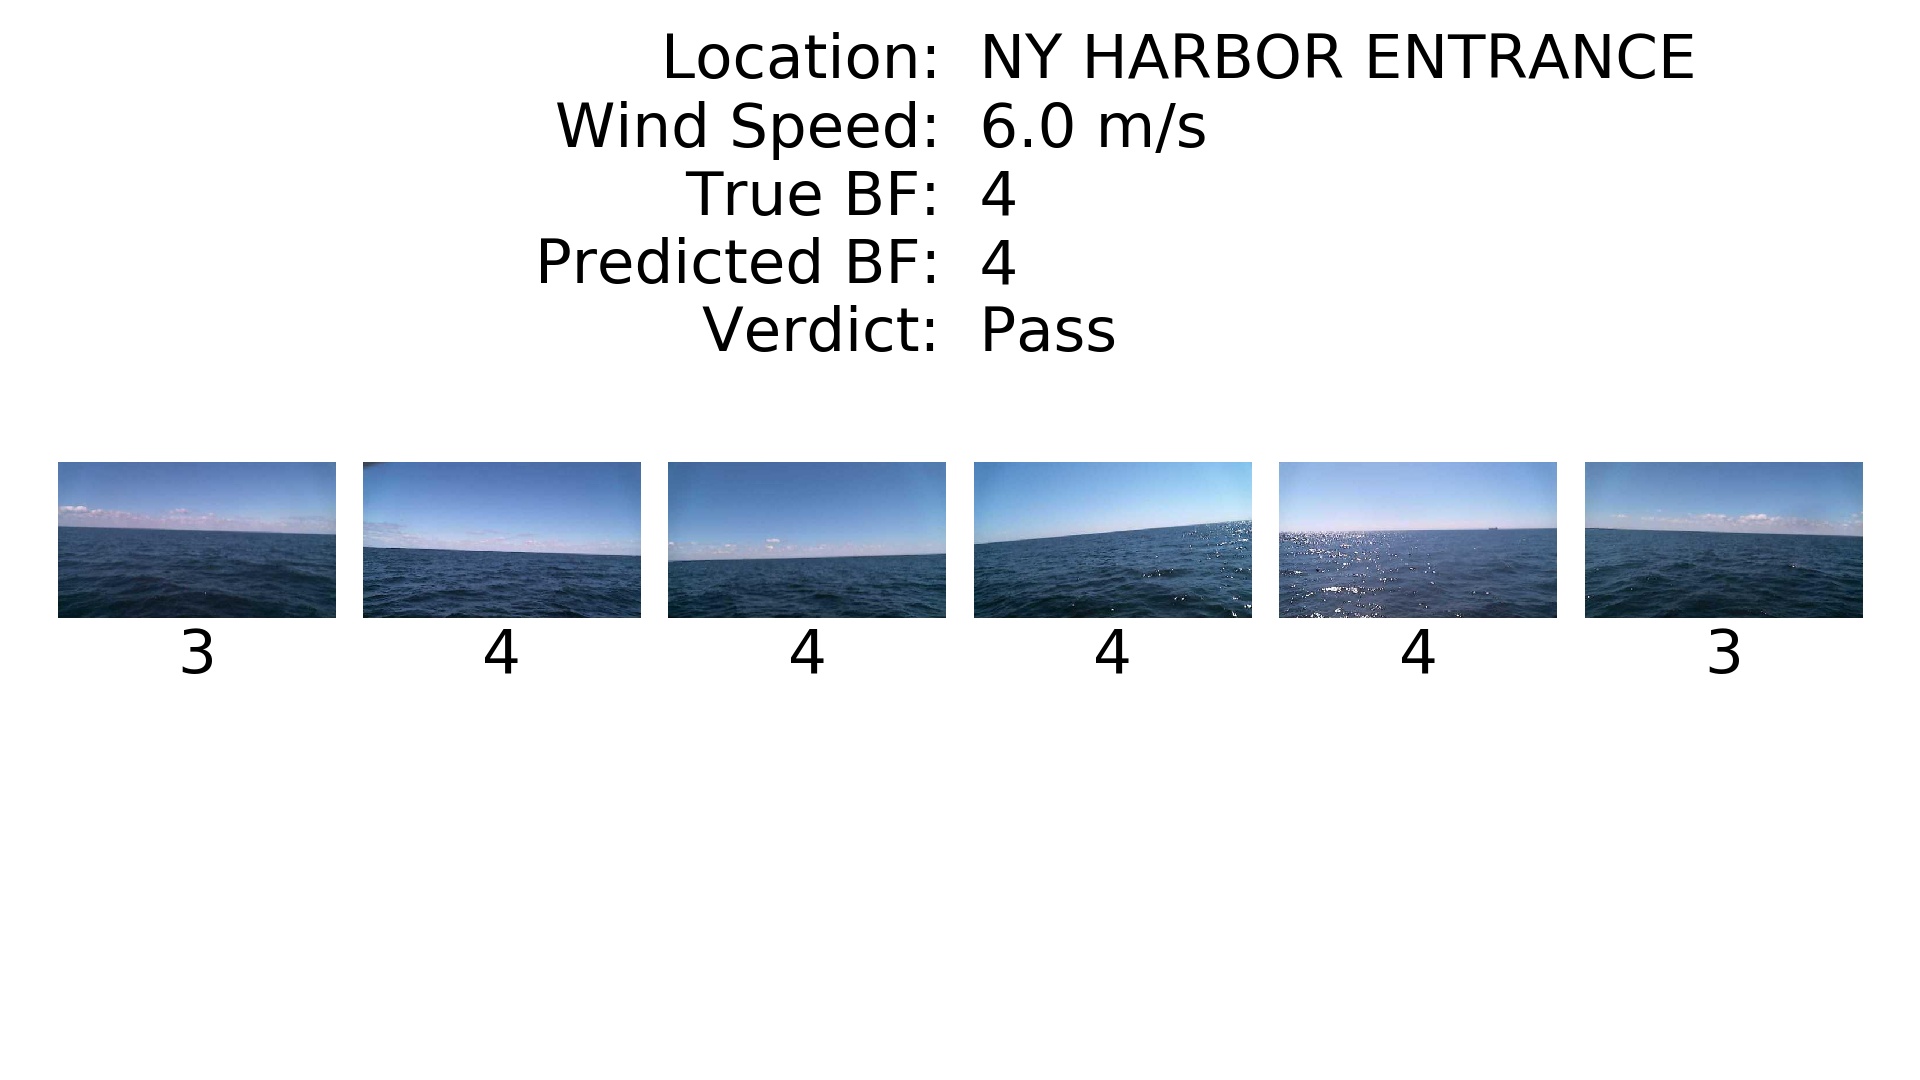 Location: NY HARBOR ENTRANCE
Wind Speed: 6.0 m/s
True BF: 4
Predicted BF: 4
Verdict: Pass
3 4 4 4 4 3